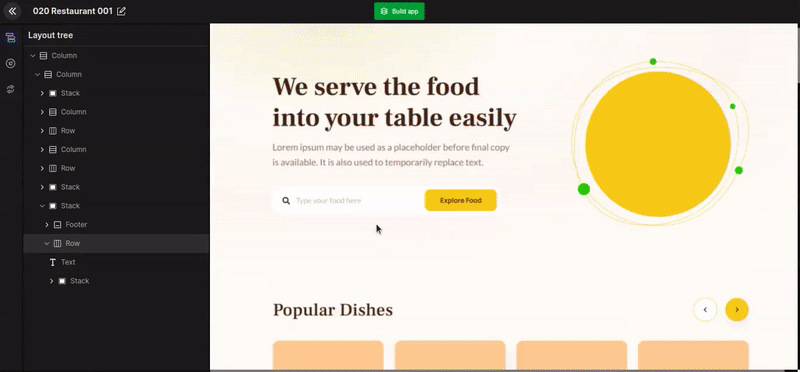 020 Restaurant 001
Build app
Layout tree
Column
Column
Stack
Column
Row
Column
Row
Stack
Stack
Footer
Row
Text
Stack
We serve the food
into your table easily
Lorem ipsum may be used as a placeholder before final copy
is available. It is also used to temporarily replace text.
Type your food here
Explore Food
Popular Dishes